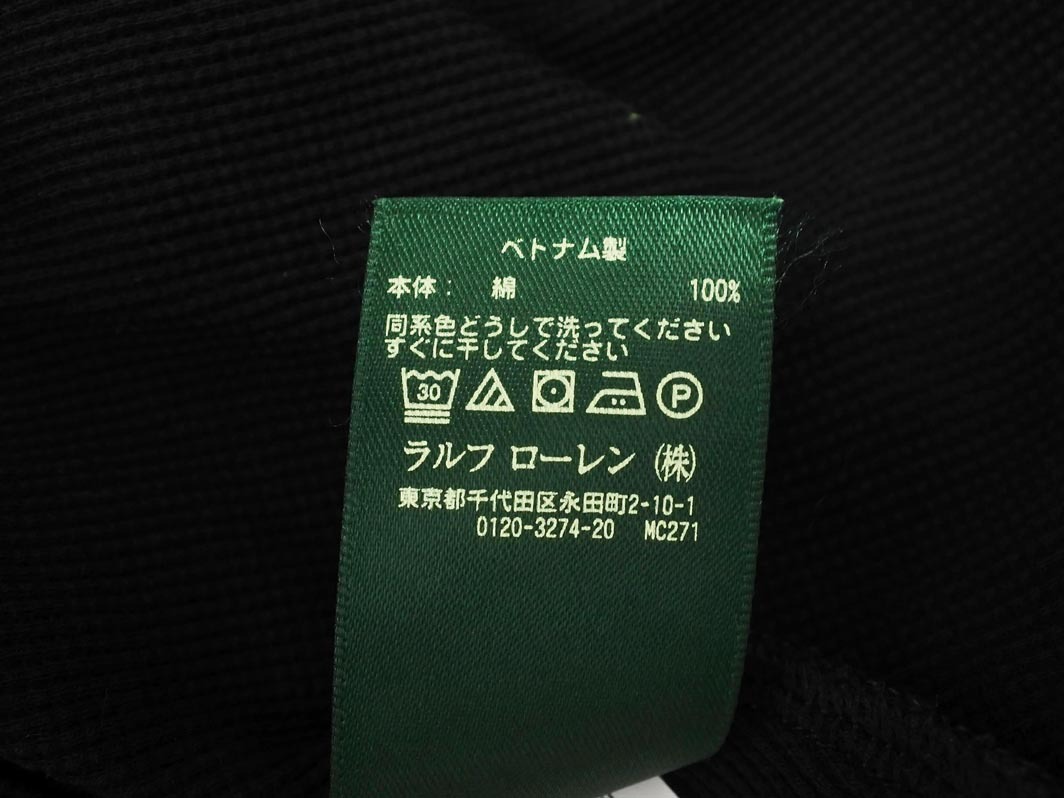 ベトナム製
本体： 綿 100%
同系色どうしで洗ってください
すぐに干してください
30 P
ラルフ ローレン (株)
東京都千代田区永田町2-10-1
0120-3274-20 MC271